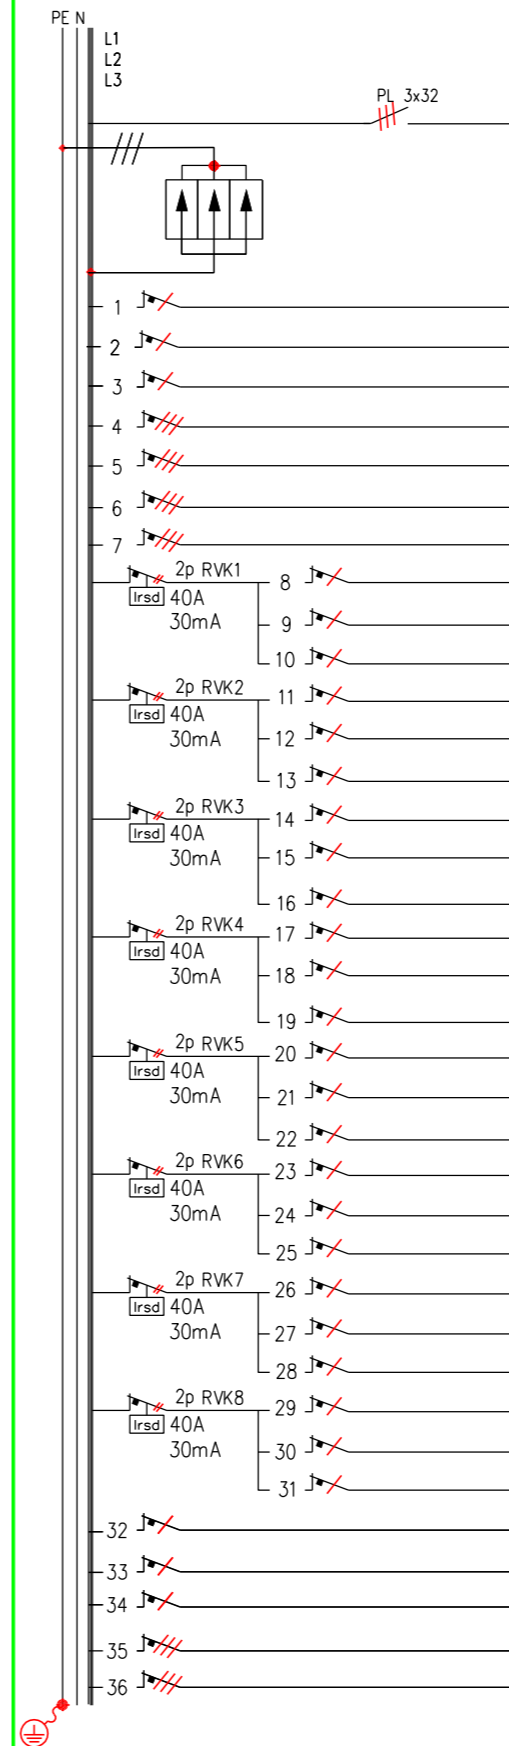 PE N
L1
L2
L3
PL 3x32
1
2
3
4
5
6
7
2p RVK1 8
Irsd 40A
30mA 9
10
2p RVK2 11
Irsd 40A
30mA 12
13
2p RVK3 14
Irsd 40A
30mA 15
16
2p RVK4 17
Irsd 40A
30mA 18
19
2p RVK5 20
Irsd 40A
30mA 21
22
2p RVK6 23
Irsd 40A
30mA 24
25
2p RVK7 26
Irsd 40A
30mA 27
28
2p RVK8 29
Irsd 40A
30mA 30
31
32
33
34
35
36